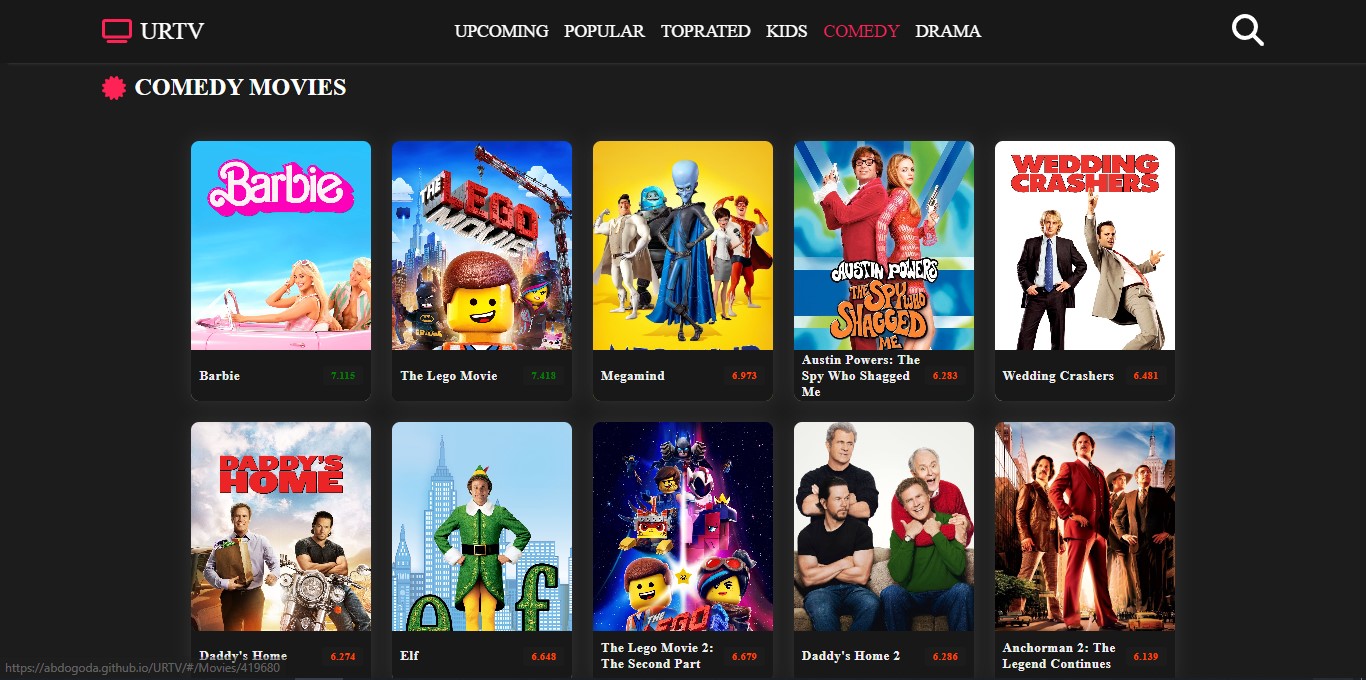 URTV
UPCOMING POPULAR TOPRATED KIDS COMEDY DRAMA
COMEDY MOVIES
Barbie
THE LEGO MOVIE
AUSTIN POWERS
THE SPY WHO SHAGGED ME
WEDDING CRASHERS
Barbie 7.115
The Lego Movie 7.418
Megamind 6.973
Austin Powers: The
Spy Who Shagged
Me
6.283
Wedding Crashers 6.481
DADDY'S
HOME
elf
THE LEGO
Daddy's Home 6.274
Elf 6.648
The Lego Movie 2:
The Second Part
6.679
Daddy's Home 2 6.286
Anchorman 2: The
Legend Continues
6.139
https://abdogoda.github.io/URTV/#/Movies/419680